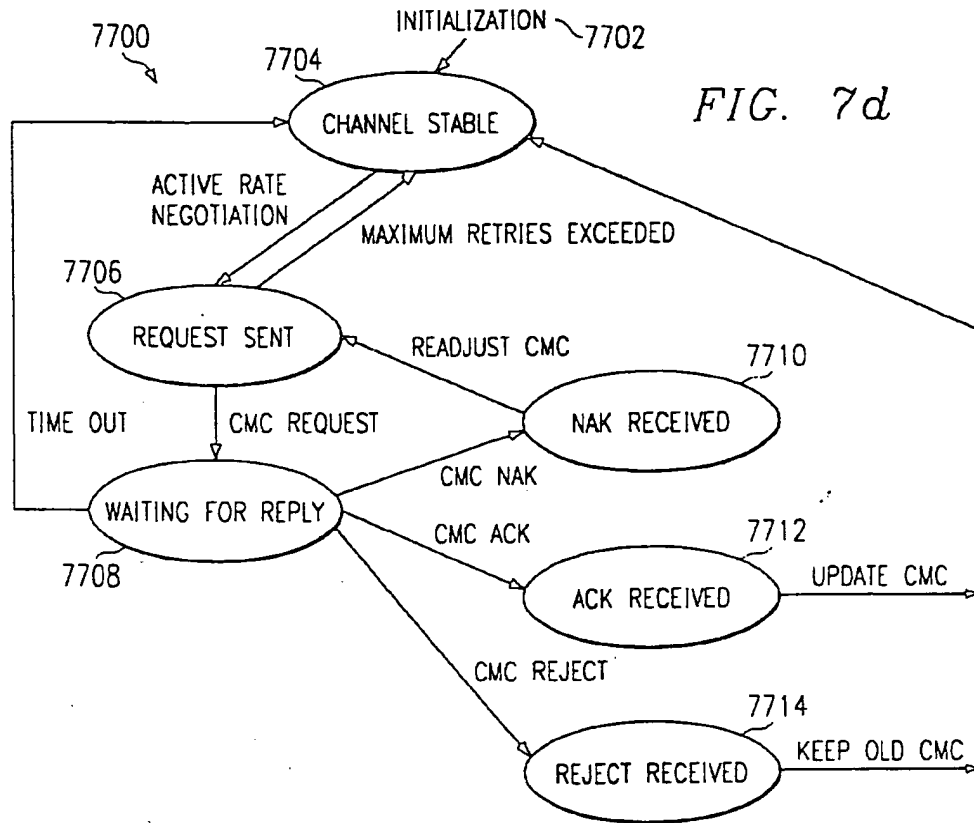 INITIALIZATION
7702
7700
7704
CHANNEL STABLE
FIG. 7d
ACTIVE RATE
NEGOTIATION
MAXIMUM RETRIES EXCEEDED
7706
REQUEST SENT
READJUST CMC
7710
NAK RECEIVED
TIME OUT
CMC REQUEST
CMC NAK
WAITING FOR REPLY
7708
CMC ACK
7712
ACK RECEIVED
UPDATE CMC
CMC REJECT
7714
REJECT RECEIVED
KEEP OLD CMC